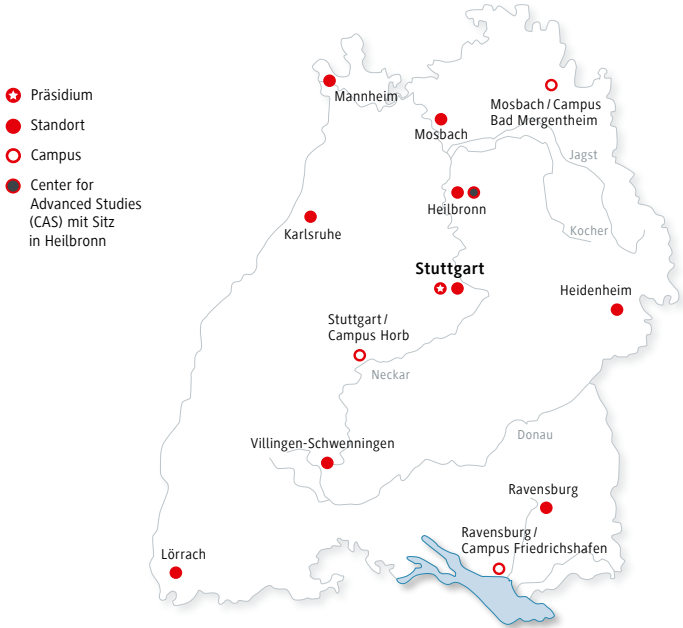 Präsidium
Standort
Campus
Center for
Advanced Studies
(CAS) mit Sitz
in Heilbronn
Mannheim
Mosbach / Campus
Bad Mergentheim
Mosbach
Jagst
Heilbronn
Kocher
Karlsruhe
Stuttgart
Heidenheim
Stuttgart /
Campus Horb
Neckar
Villingen-Schwenningen
Donau
Ravensburg
Ravensburg /
Campus Friedrichshafen
Lörrach